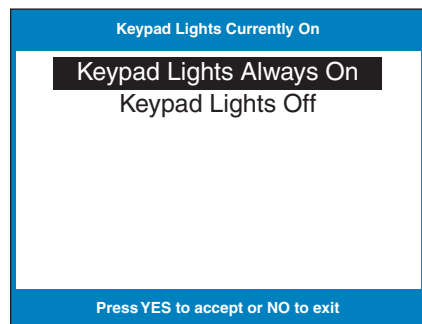 Keypad Lights Currently On
Keypad Lights Always On
Keypad Lights Off
Press YES to accept or NO to exit